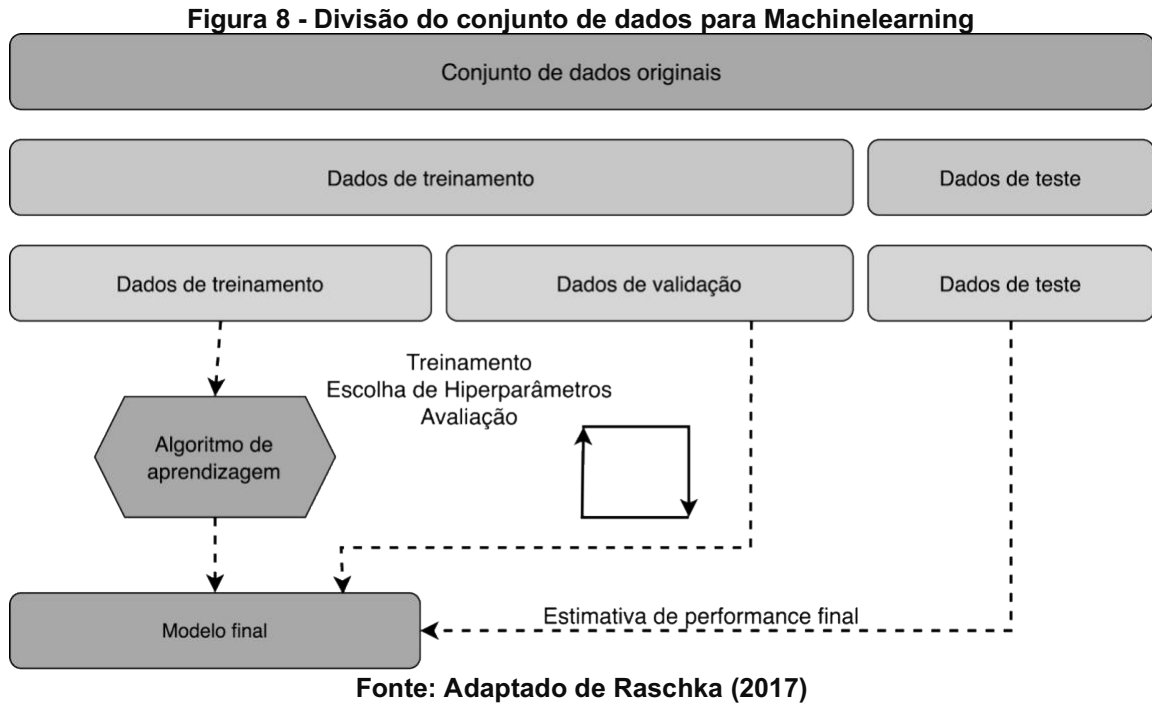 Figura 8 - Divisão do conjunto de dados para Machinelearning
Conjunto de dados originais
Dados de treinamento
Dados de teste
Dados de treinamento
Dados de validação
Dados de teste
Treinamento
Escolha de Hiperparâmetros
Avaliação
Algoritmo de
aprendizagem
Modelo final
Estimativa de performance final
Fonte: Adaptado de Raschka (2017)